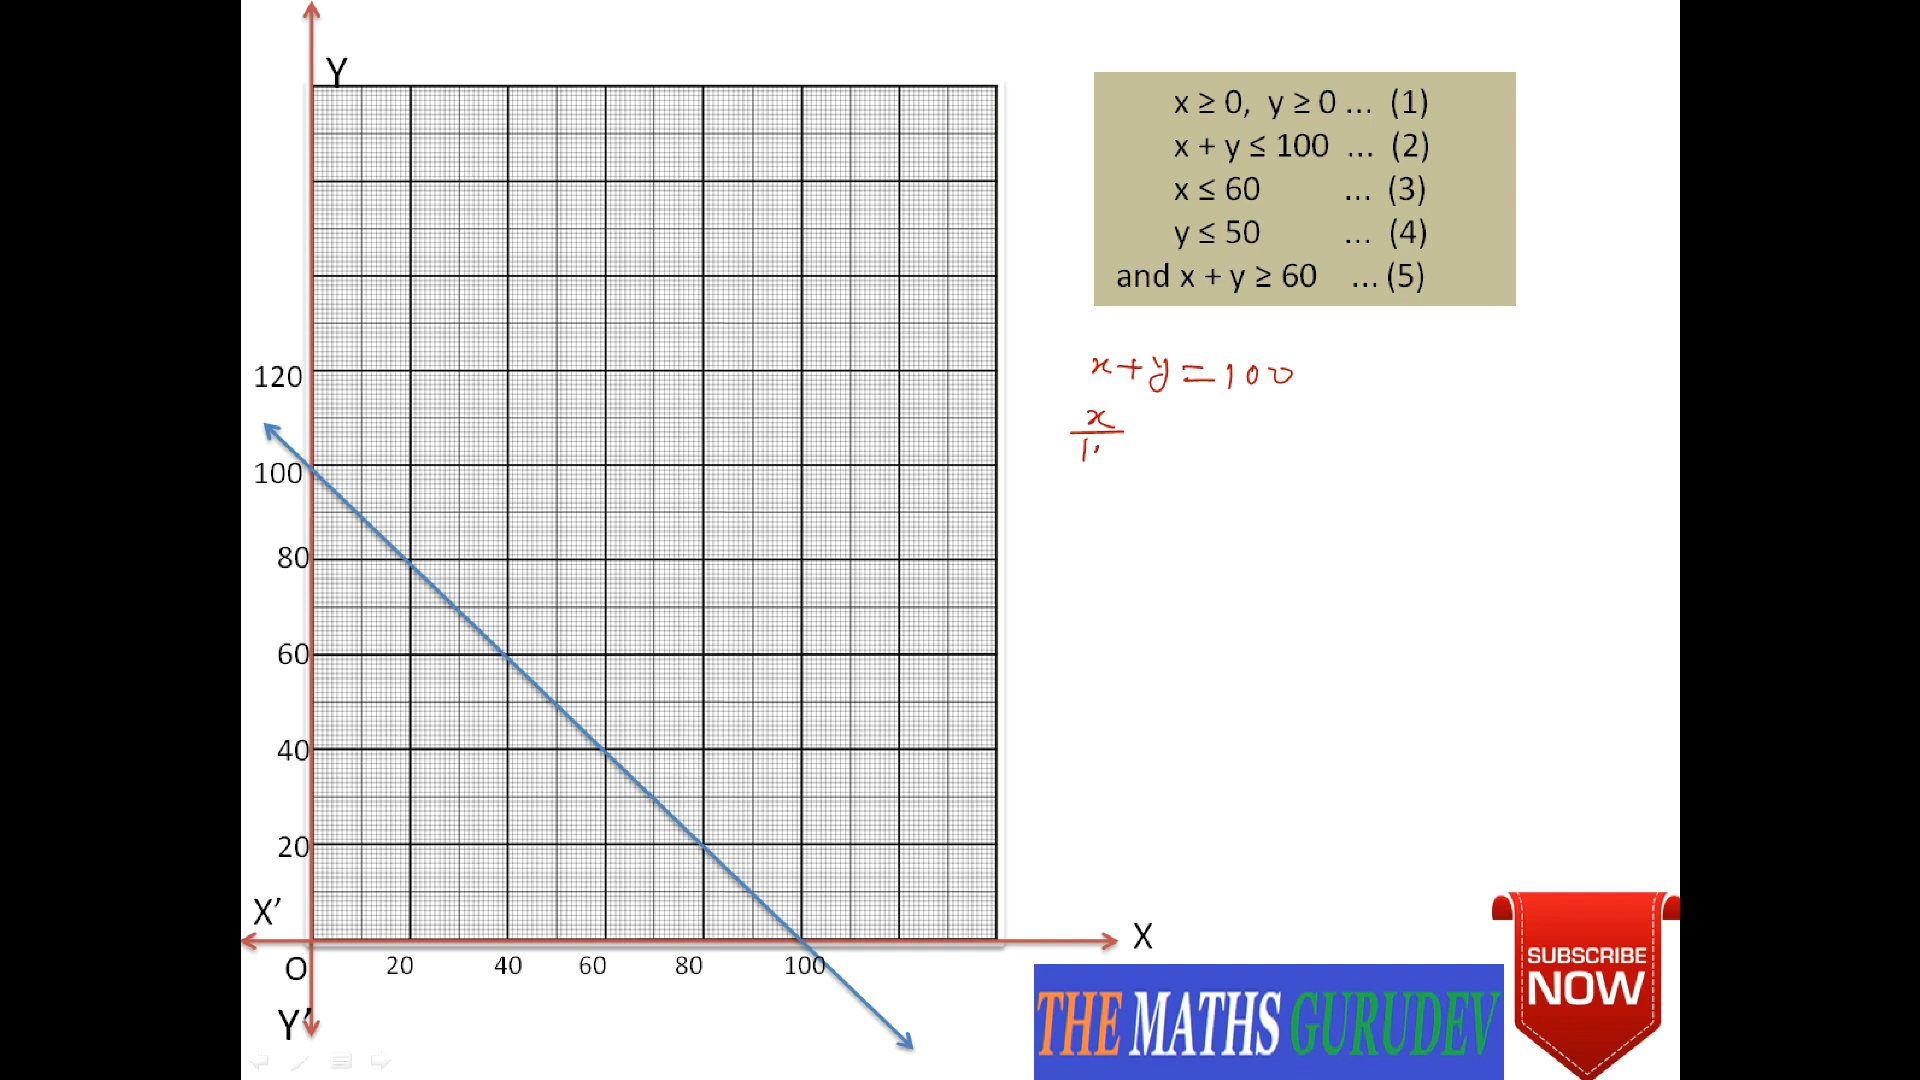 Y
x ≥ 0, y ≥ 0 ... (1)
x + y ≤ 100 ... (2)
x ≤ 60 ... (3)
y ≤ 50 ... (4)
and x + y ≥ 60 ... (5)
x + y = 100
x
1
120
100
80
60
40
20
X’
X
O
20 40 60 80 100
Y’
THE MATHS GURUDEV
SUBSCRIBE
NOW